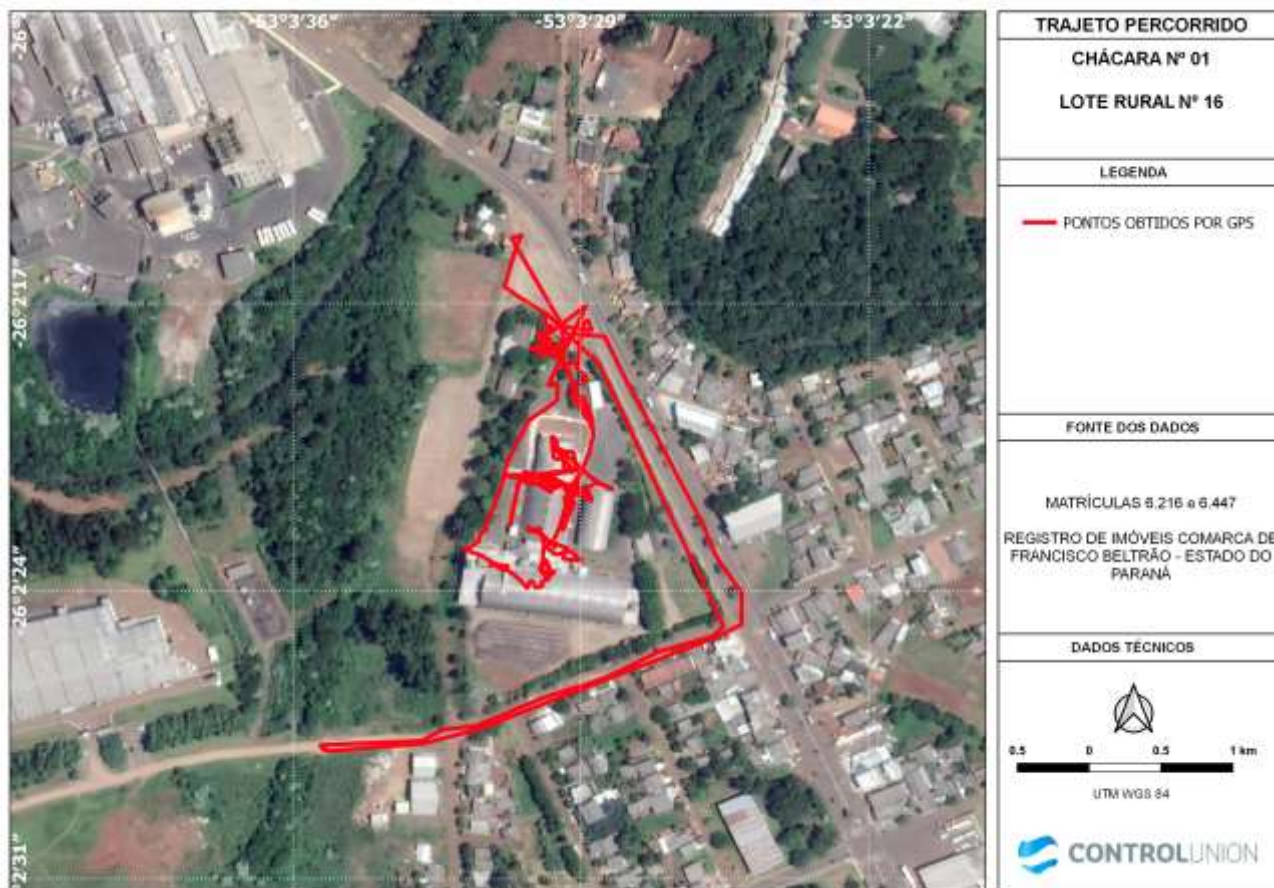 -53°3'36"
-53°3'29"
-53°3'22"
-26°2'17"
-26°2'24"
TRAJETO PERCORRIDO
CHÁCARA Nº 01
LOTE RURAL Nº 16
LEGENDA
PONTOS OBTIDOS POR GPS
FONTE DOS DADOS
MATRÍCULAS 6.216 e 6.447
REGISTRO DE IMÓVEIS COMARCA DE
FRANCISCO BELTRÃO - ESTADO DO
PARANÁ
DADOS TÉCNICOS
0.5 0 0.5 1 km
UTM WGS 84
CONTROLUNION